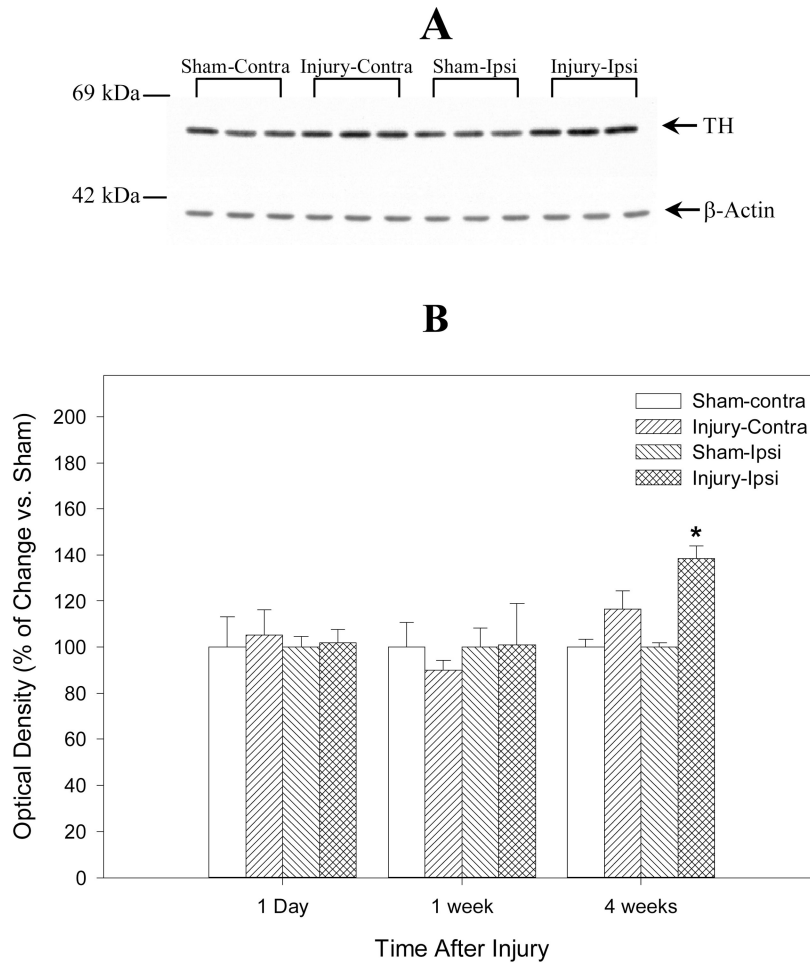 A
Sham-Contra Injury-Contra Sham-Ipsi Injury-Ipsi
69 kDa
TH
42 kDa
β-Actin
B
Optical Density (% of Change vs. Sham)
200
180
160
140
120
100
80
60
40
20
0
Sham-contra
Injury-Contra
Sham-Ipsi
Injury-Ipsi
*
1 Day 1 week 4 weeks
Time After Injury